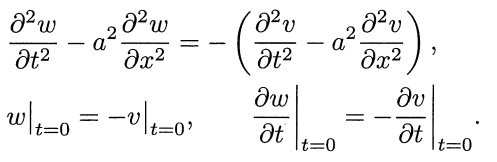 ∂²w/∂t² − a² ∂²w/∂x² = − ( ∂²v/∂t² − a² ∂²v/∂x² ) ,
w|ₜ₌₀ = −v|ₜ₌₀, ∂w/∂t |ₜ₌₀ = − ∂v/∂t |ₜ₌₀.